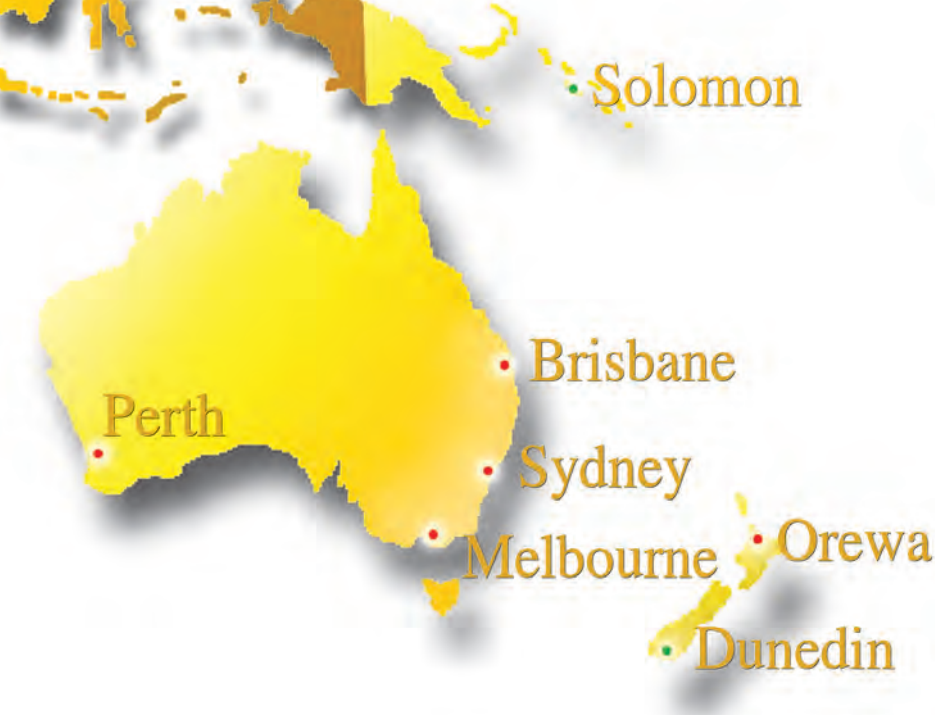 Solomon
Brisbane
Perth
Sydney
Orewa
Melbourne
Dunedin